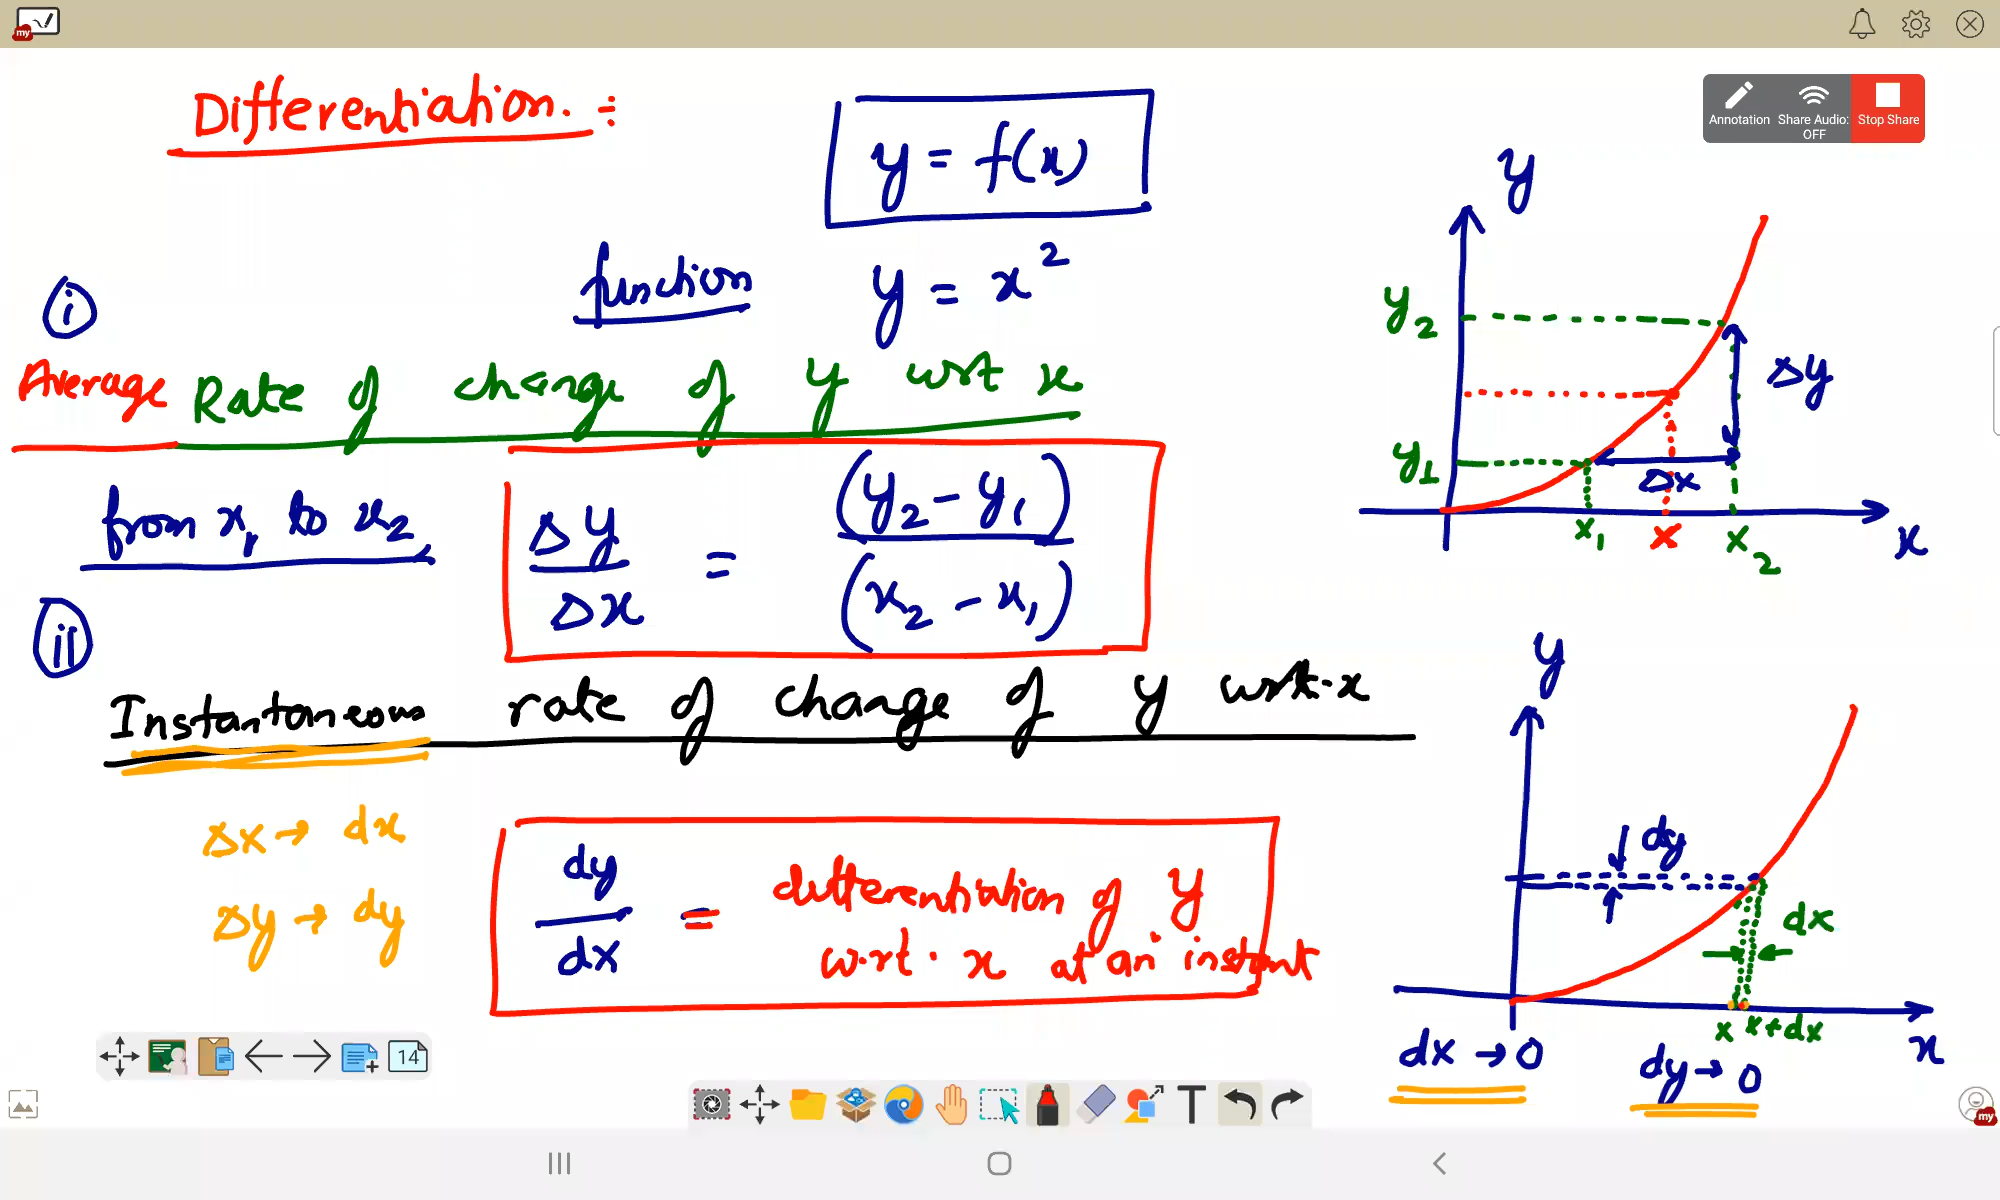 my
Annotation Share Audio: OFF Stop Share
Differentiation. :
y = f(x)
function y = x²
i
Average Rate of change of y wrt x
from x₁ to x₂
Δy/Δx = (y₂ - y₁)/(x₂ - x₁)
y
y₂
Δy
y₁
Δx
x₁ x x₂
x
ii
Instantaneous rate of change of y wrt. x
Δx → dx
Δy → dy
dy/dx = differentiation of y
w.r.t. x at an instant
y
dy
dx
x x+dx
x
dx → 0
dy → 0
14
T
my